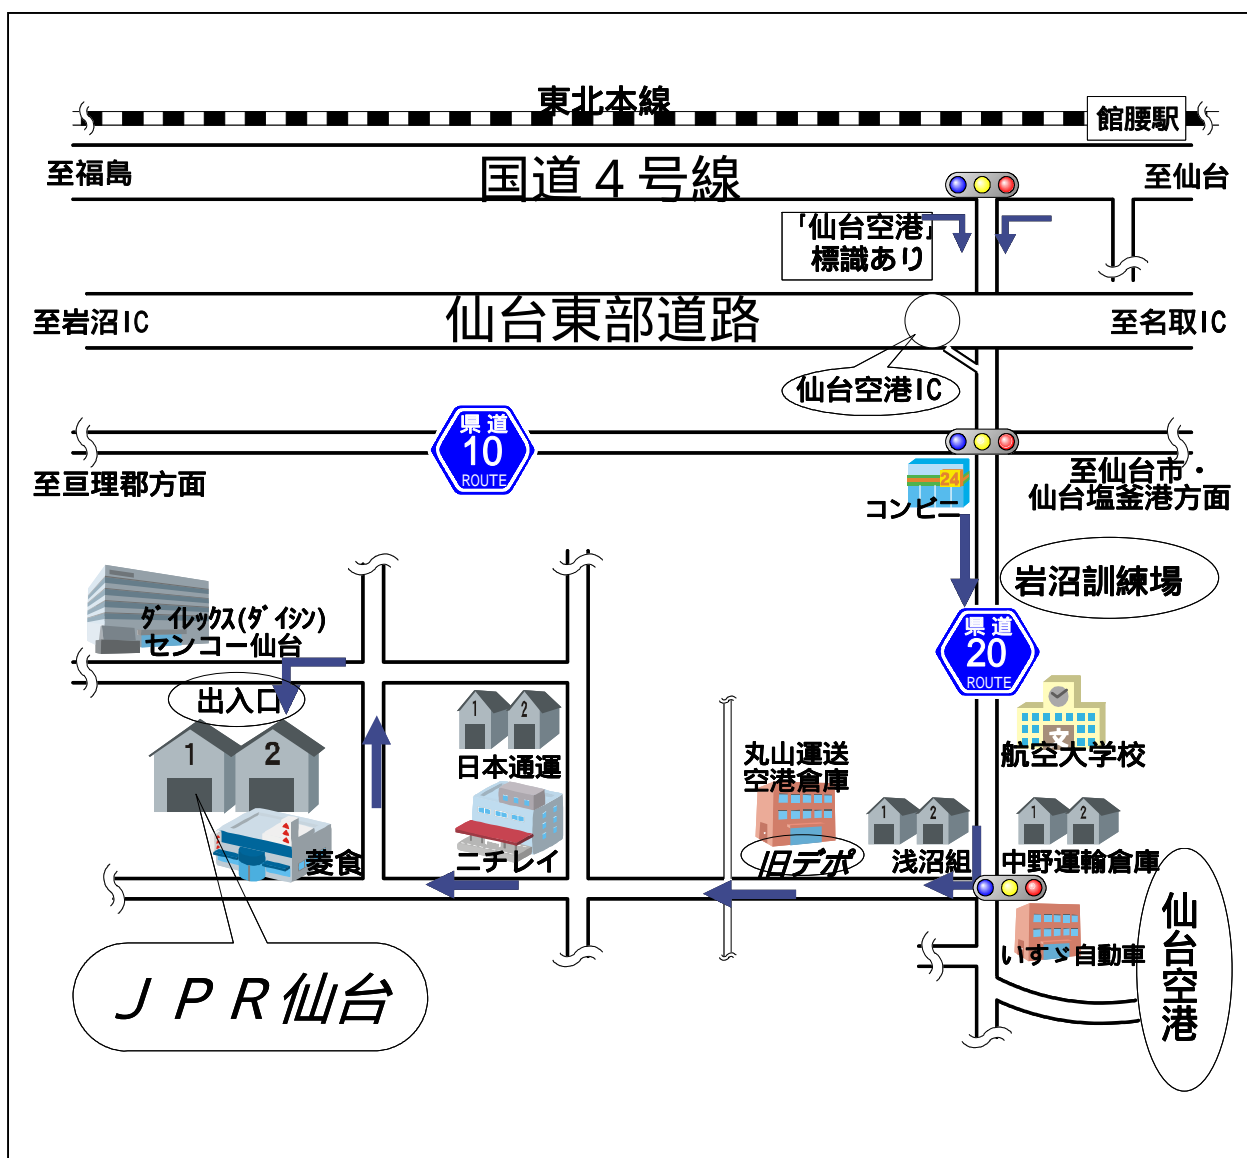 東北本線
館腰駅
至福島
国道４号線
至仙台
「仙台空港」
標識あり
至岩沼IC
仙台東部道路
至名取IC
仙台空港IC
県道
10
ROUTE
至亘理郡方面
至仙台市・
仙台塩釜港方面
24
コンビニ
岩沼訓練場
県道
20
ROUTE
ﾀﾞｲﾚｯｸｽ(ﾀﾞｲｼﾝ)
センコー仙台
出入口
1
2
1
2
日本通運
丸山運送
空港倉庫
文
航空大学校
菱食
ニチレイ
旧デポ
1
2
浅沼組
1
2
中野運輸倉庫
いすゞ自動車
仙台空港
ＪＰＲ仙台